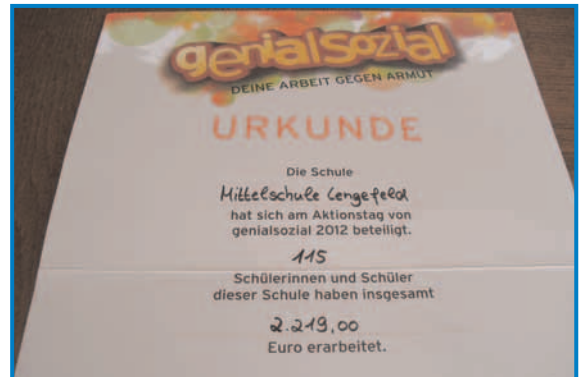 genialsozial
DEINE ARBEIT GEGEN ARMUT
URKUNDE
Die Schule
Mittelschule Lengefeld
hat sich am Aktionstag von
genialsozial 2012 beteiligt.
115
Schülerinnen und Schüler
dieser Schule haben insgesamt
2.219,00
Euro erarbeitet.